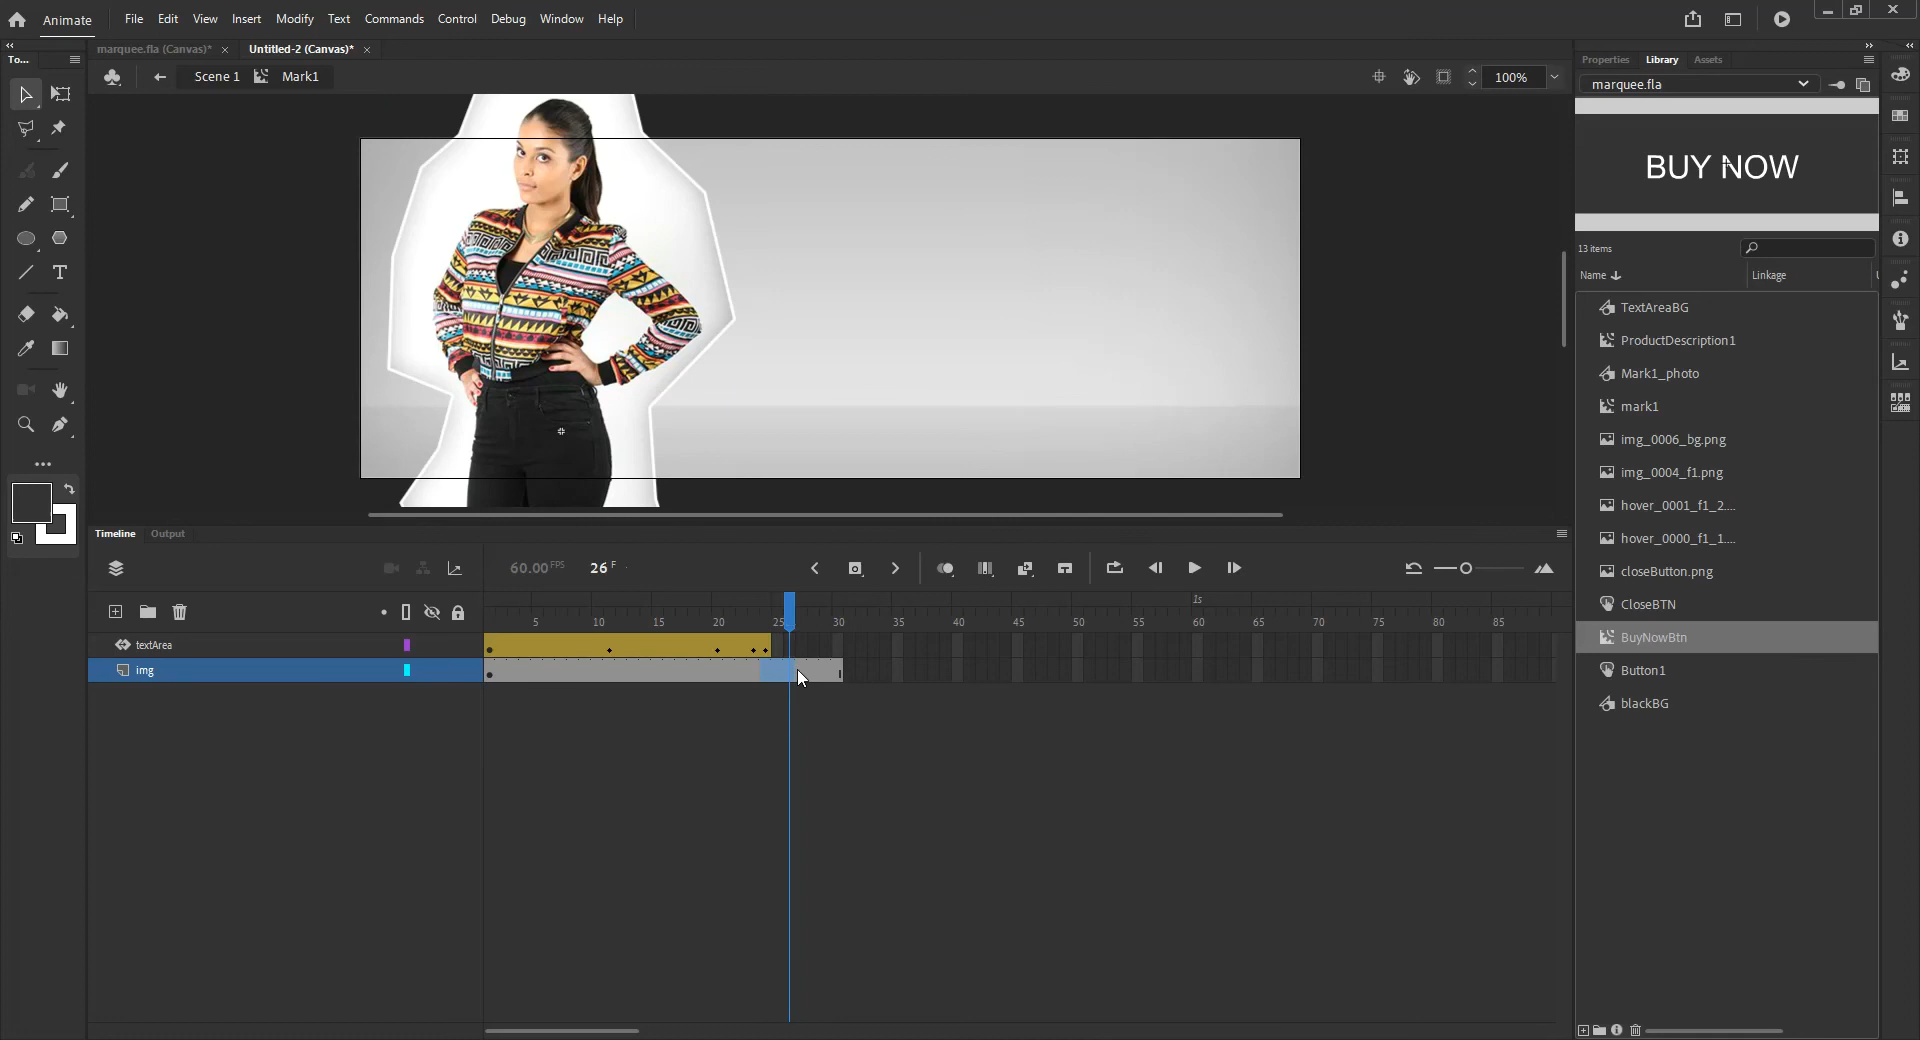 Animate
File Edit View Insert Modify Text Commands Control Debug Window Help
marquee.fla (Canvas)* × Untitled-2 (Canvas)* ×
To...
Scene 1 Mark1 100%
Properties Library Assets
marquee.fla
BUY NOW
13 items
Name Linkage
TextAreaBG
ProductDescription1
Mark1_photo
mark1
img_0006_bg.png
img_0004_f1.png
hover_0001_f1_2....
hover_0000_f1_1....
closeButton.png
CloseBTN
BuyNowBtn
Button1
blackBG
Timeline Output
60.00 FPS 26 F
1s
5 10 15 20 25 30 35 40 45 50 55 60 65 70 75 80 85
textArea
img